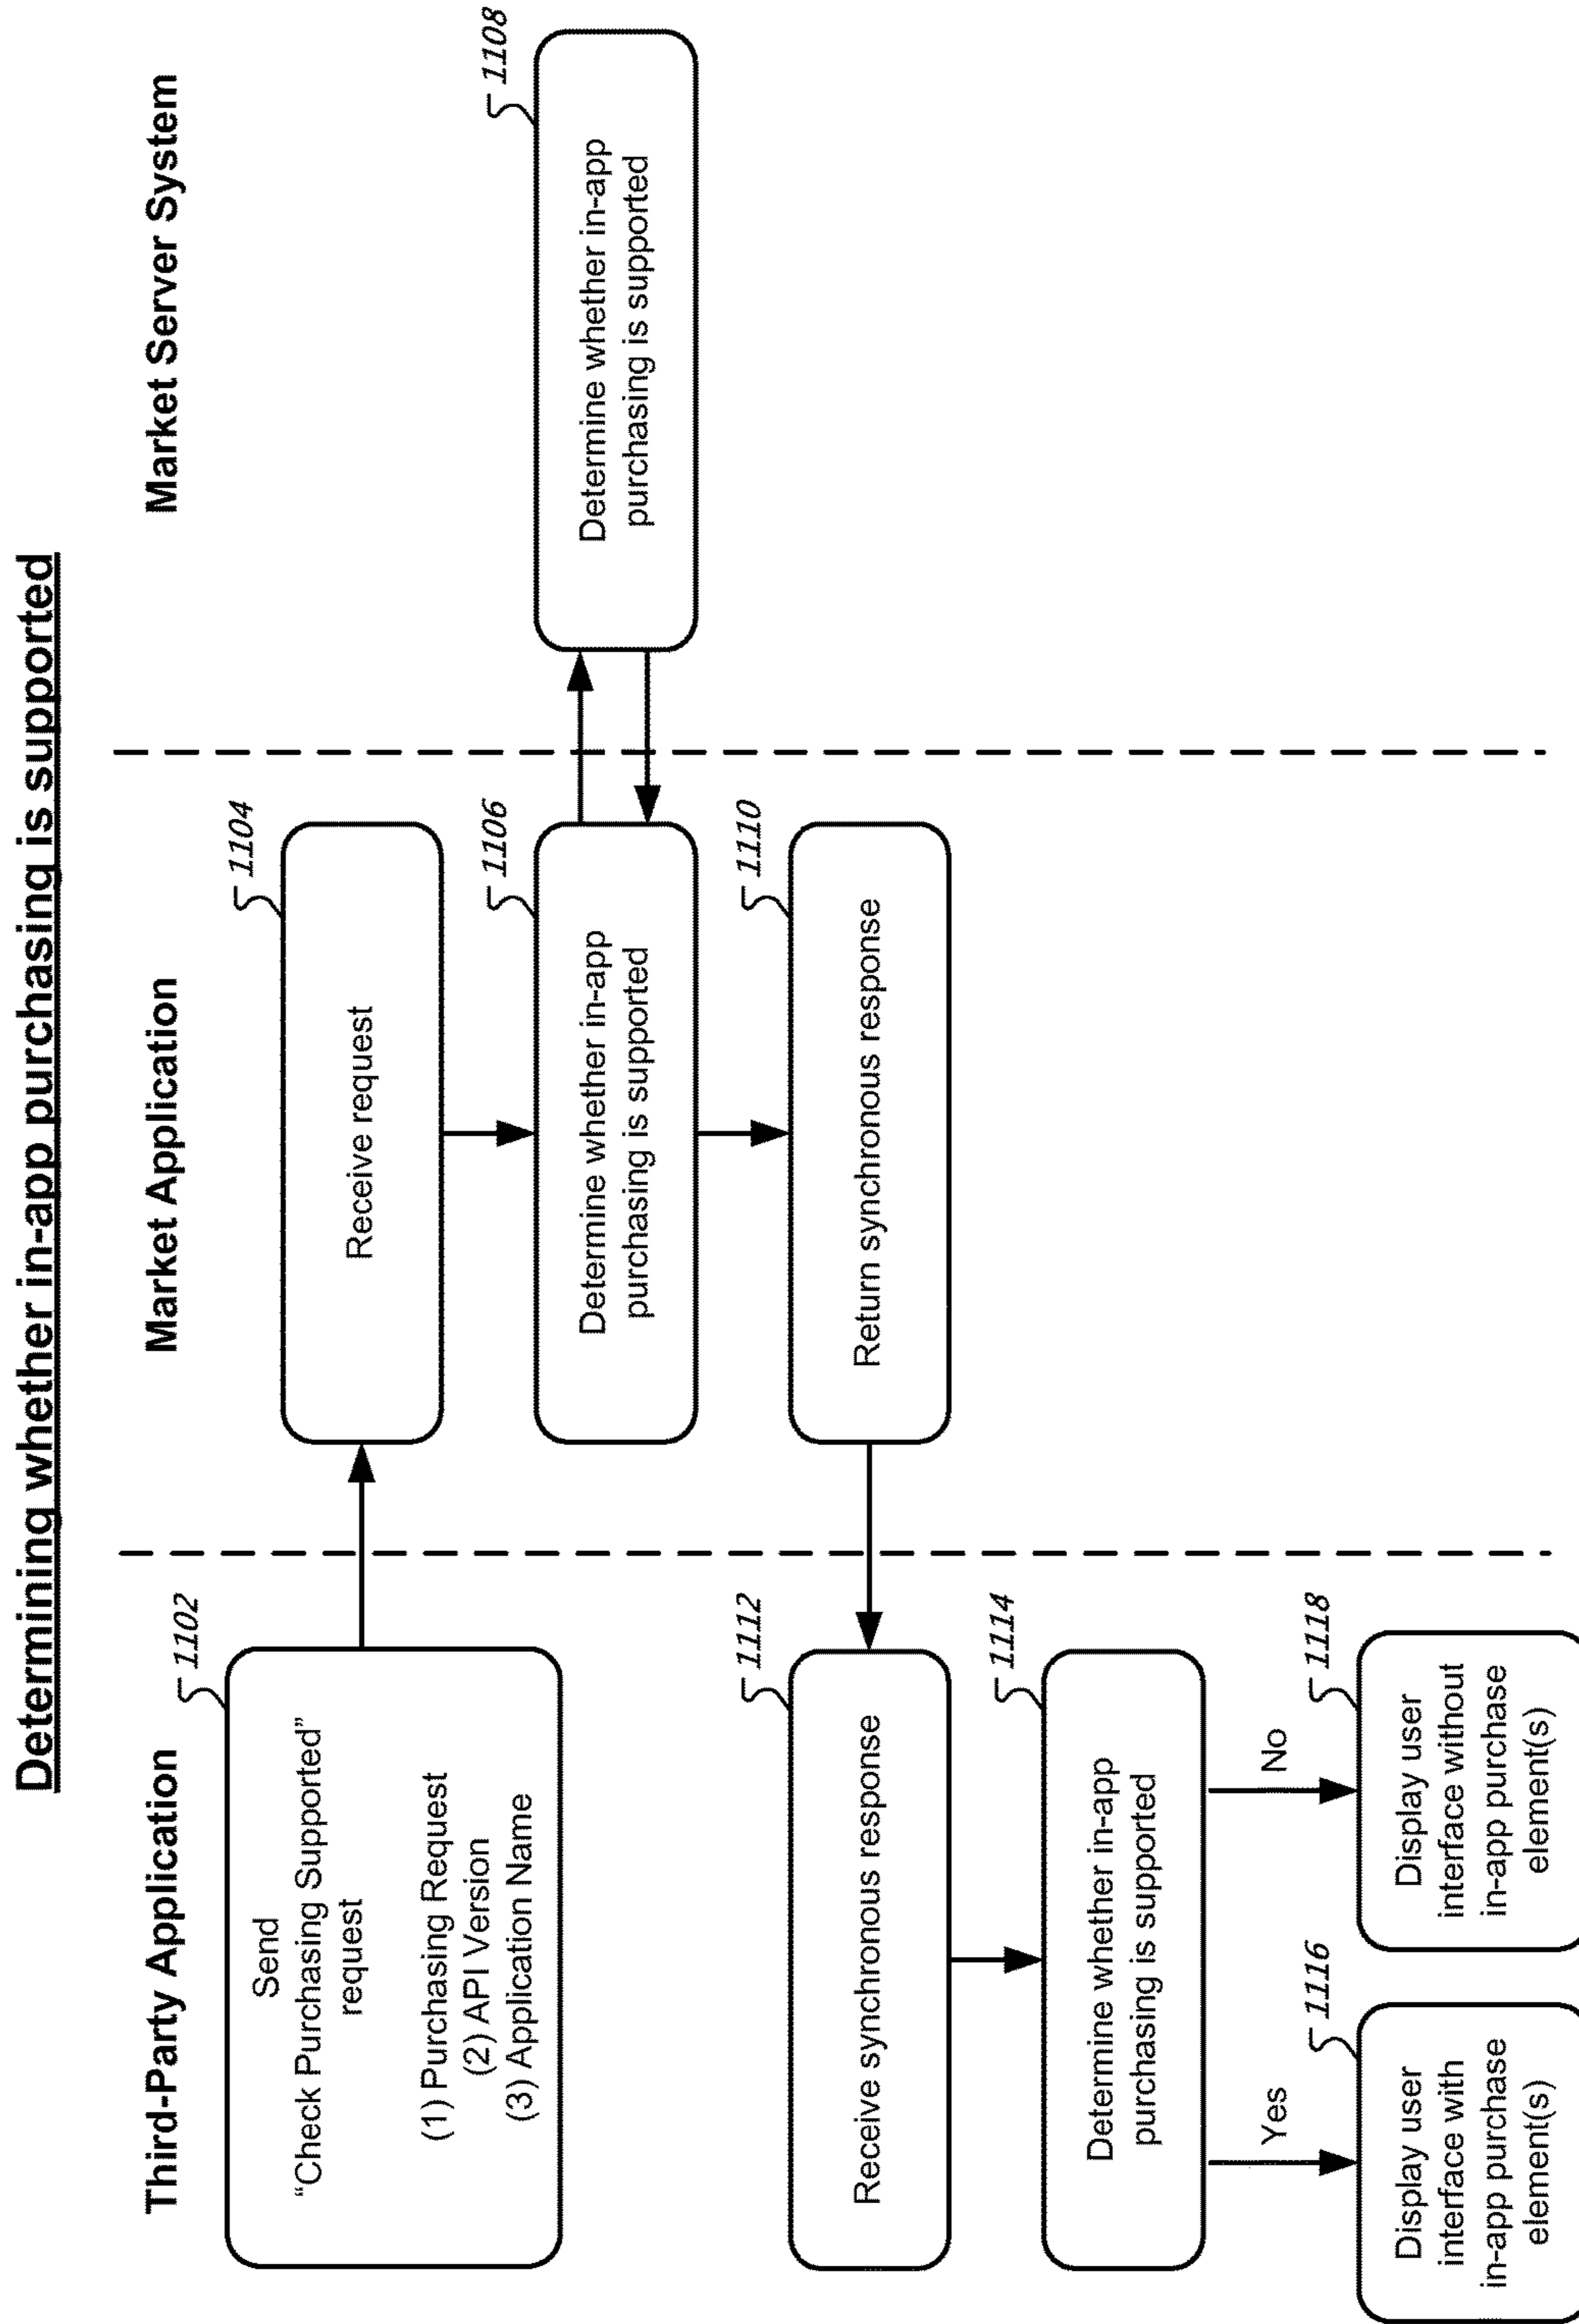 Determining whether in-app purchasing is supported
Third-Party Application
Market Application
Market Server System
1102
Send
“Check Purchasing Supported”
request
(1) Purchasing Request
(2) API Version
(3) Application Name
1104
Receive request
1106
Determine whether in-app
purchasing is supported
1108
Determine whether in-app
purchasing is supported
1110
Return synchronous response
1112
Receive synchronous response
1114
Determine whether in-app
purchasing is supported
Yes
No
1116
Display user
interface with
in-app purchase
element(s)
1118
Display user
interface without
in-app purchase
element(s)